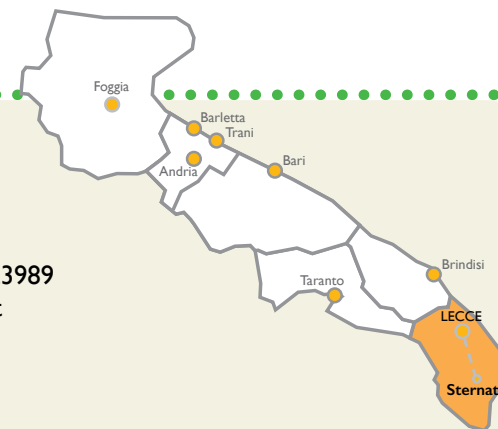 Foggia
Barletta
Trani
Andria
Bari
3989
Brindisi
Taranto
LECCE
Sternat